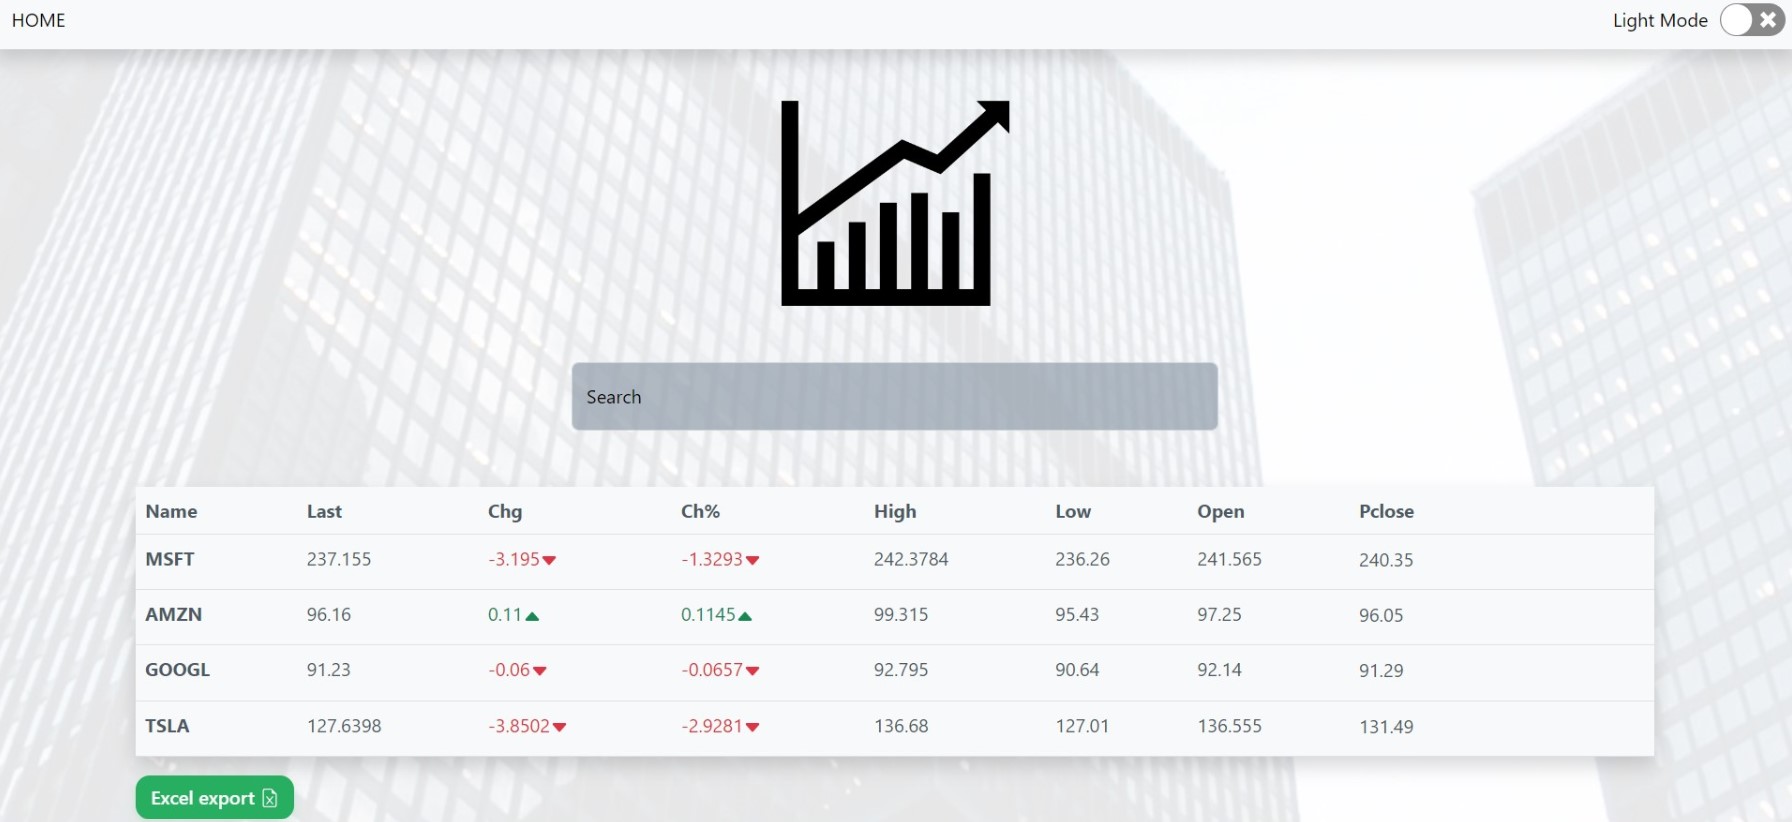 HOME Light Mode
Search
Name Last Chg Ch% High Low Open Pclose
MSFT 237.155 -3.195 -1.3293 242.3784 236.26 241.565 240.35
AMZN 96.16 0.11 0.1145 99.315 95.43 97.25 96.05
GOOGL 91.23 -0.06 -0.0657 92.795 90.64 92.14 91.29
TSLA 127.6398 -3.8502 -2.9281 136.68 127.01 136.555 131.49
Excel export